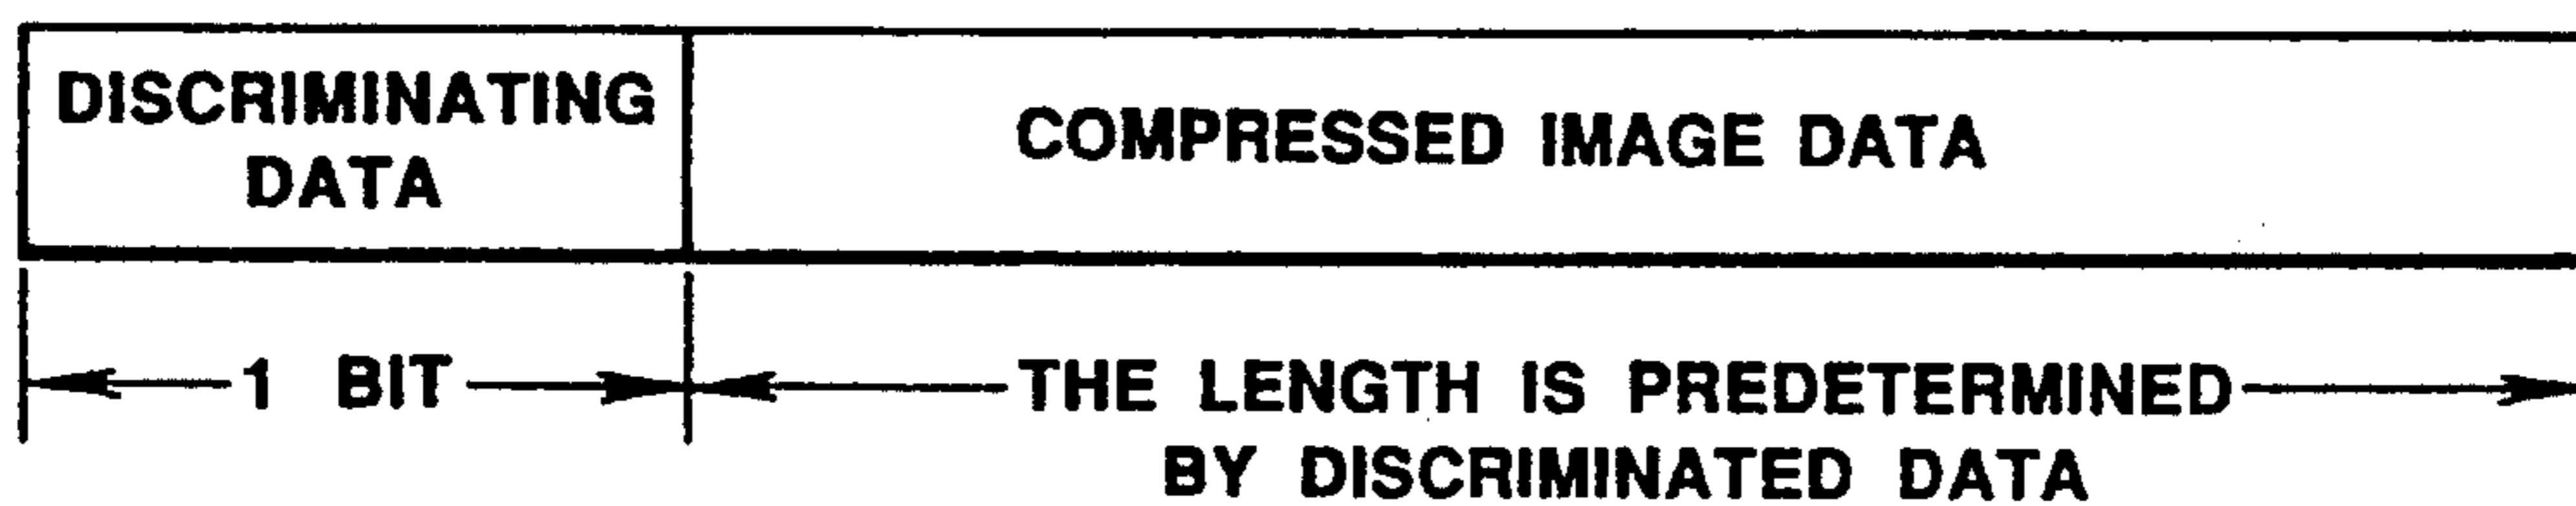 DISCRIMINATING
DATA
COMPRESSED IMAGE DATA
1 BIT
THE LENGTH IS PREDETERMINED
BY DISCRIMINATED DATA